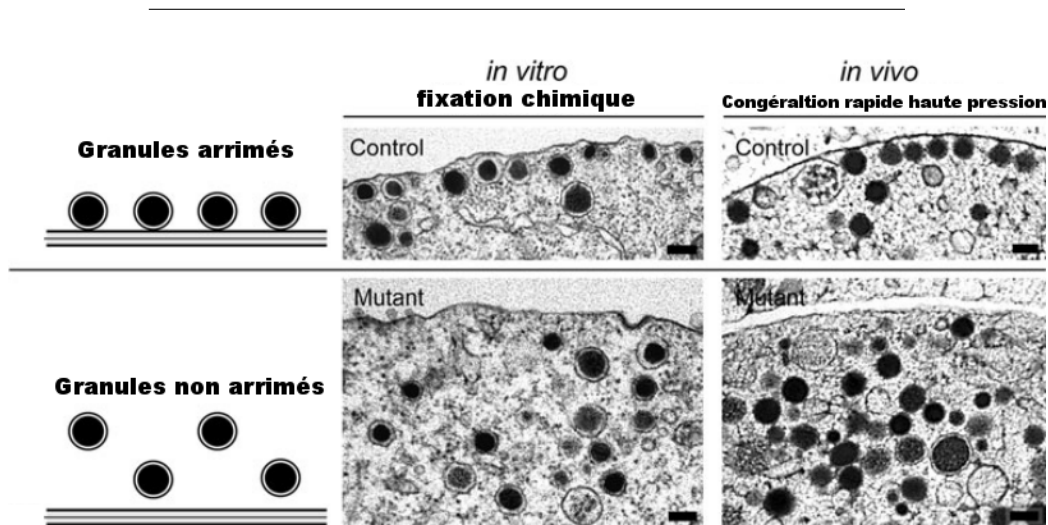 in vitro
fixation chimique
in vivo
Congéraltion rapide haute pression
Granules arrimés
Control
Control
Granules non arrimés
Mutant
Mutant